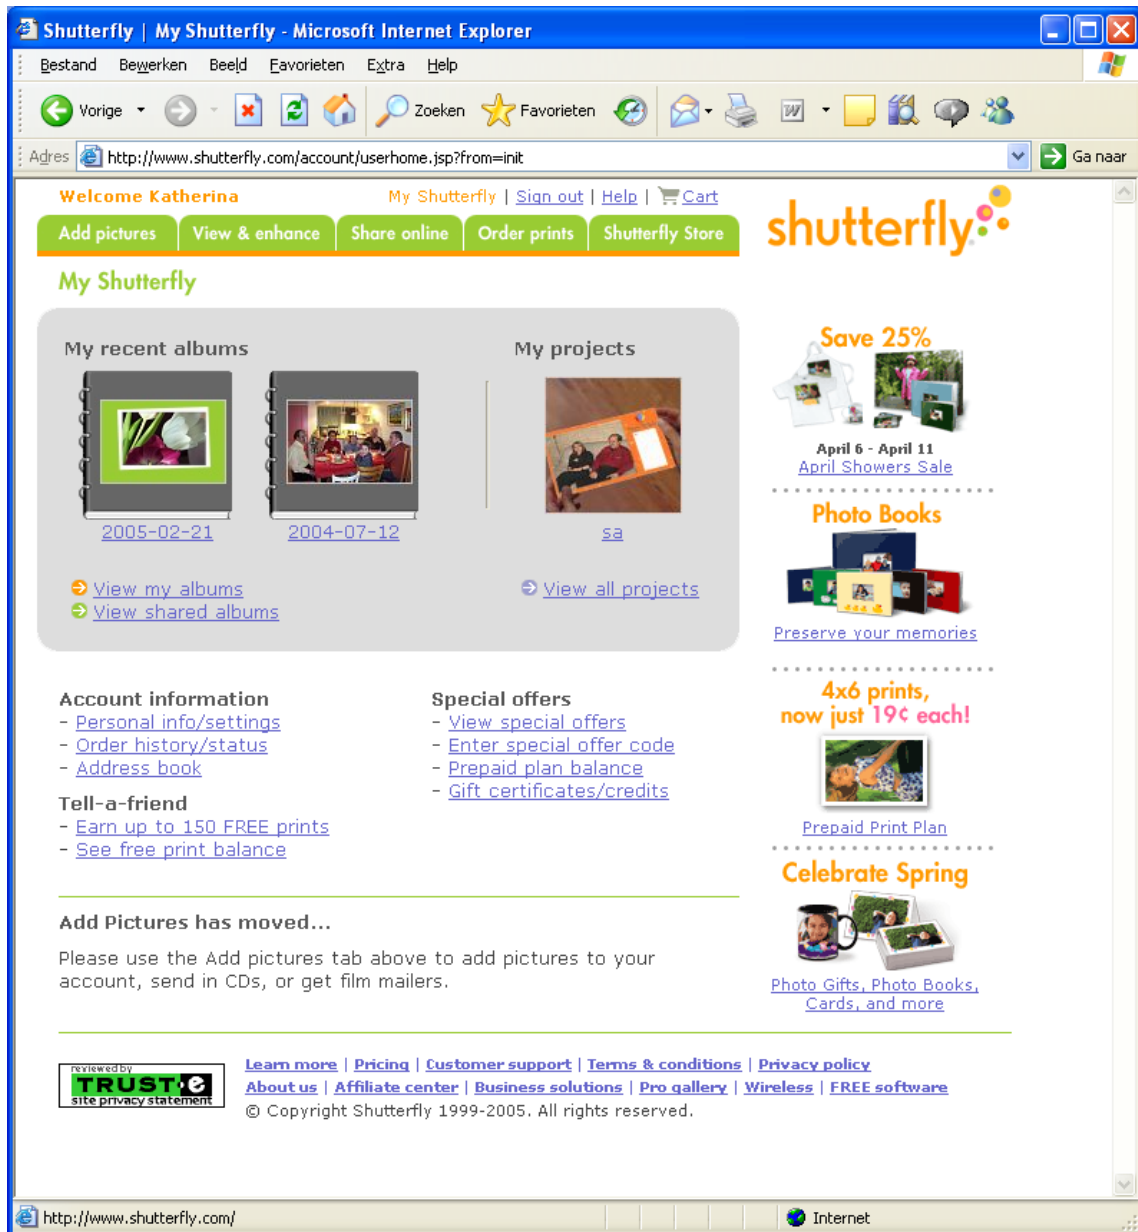 Shutterfly | My Shutterfly - Microsoft Internet Explorer
Bestand Bewerken Beeld Favorieten Extra Help
Vorige Zoeken Favorieten
Adres http://www.shutterfly.com/account/userhome.jsp?from=init Ga naar
Welcome Katherina My Shutterfly | Sign out | Help | Cart
shutterfly.
Add pictures View & enhance Share online Order prints Shutterfly Store
My Shutterfly
My recent albums My projects
2005-02-21 2004-07-12 sa
View my albums View all projects
View shared albums
Save 25%
April 6 - April 11
April Showers Sale
Photo Books
Preserve your memories
4x6 prints,
now just 19¢ each!
Prepaid Print Plan
Celebrate Spring
Photo Gifts, Photo Books,
Cards, and more
Account information
- Personal info/settings
- Order history/status
- Address book
Tell-a-friend
- Earn up to 150 FREE prints
- See free print balance
Special offers
- View special offers
- Enter special offer code
- Prepaid plan balance
- Gift certificates/credits
Add Pictures has moved...
Please use the Add pictures tab above to add pictures to your
account, send in CDs, or get film mailers.
reviewed by
TRUST e
site privacy statement
Learn more | Pricing | Customer support | Terms & conditions | Privacy policy
About us | Affiliate center | Business solutions | Pro gallery | Wireless | FREE software
© Copyright Shutterfly 1999-2005. All rights reserved.
http://www.shutterfly.com/ Internet